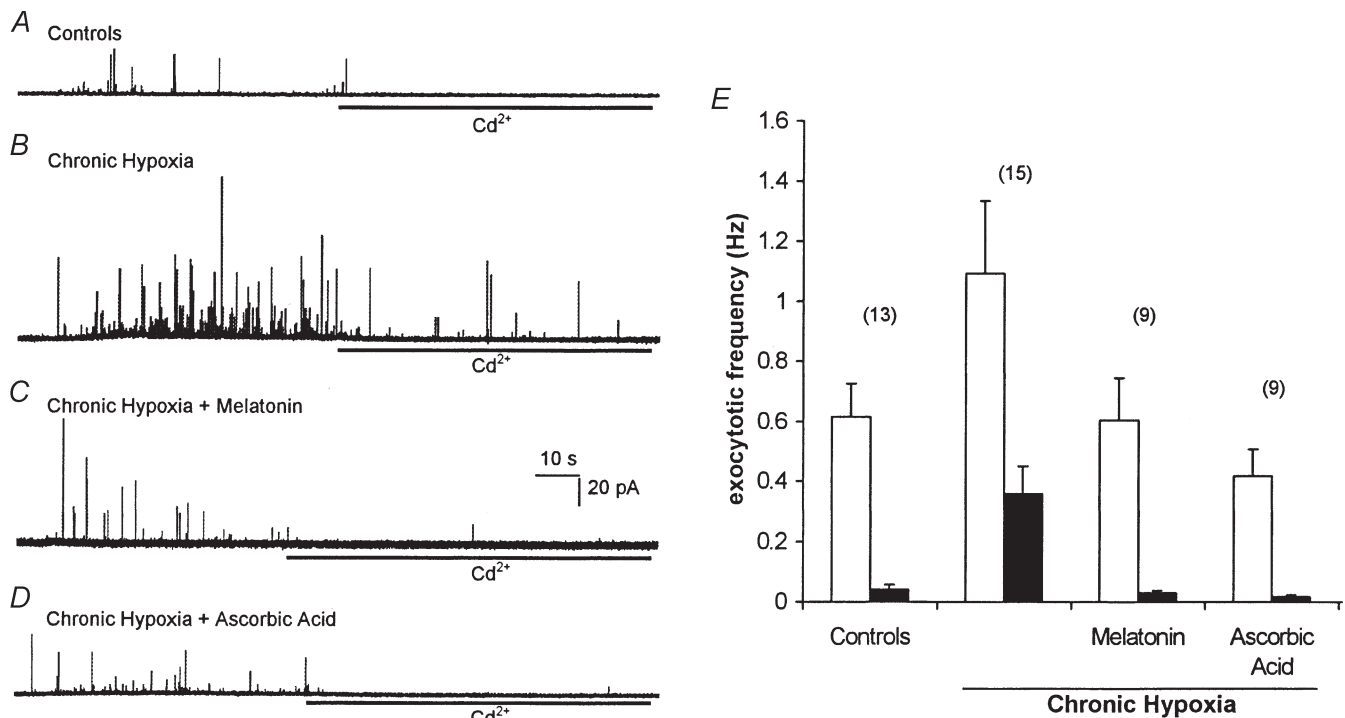 A
Controls
Cd²⁺
B
Chronic Hypoxia
Cd²⁺
C
Chronic Hypoxia + Melatonin
10 s
20 pA
Cd²⁺
D
Chronic Hypoxia + Ascorbic Acid
Cd²⁺
E
exocytotic frequency (Hz)
1.6
1.4
1.2
1
0.8
0.6
0.4
0.2
0
(13)
(15)
(9)
(9)
Controls
Melatonin
Ascorbic
Acid
Chronic Hypoxia